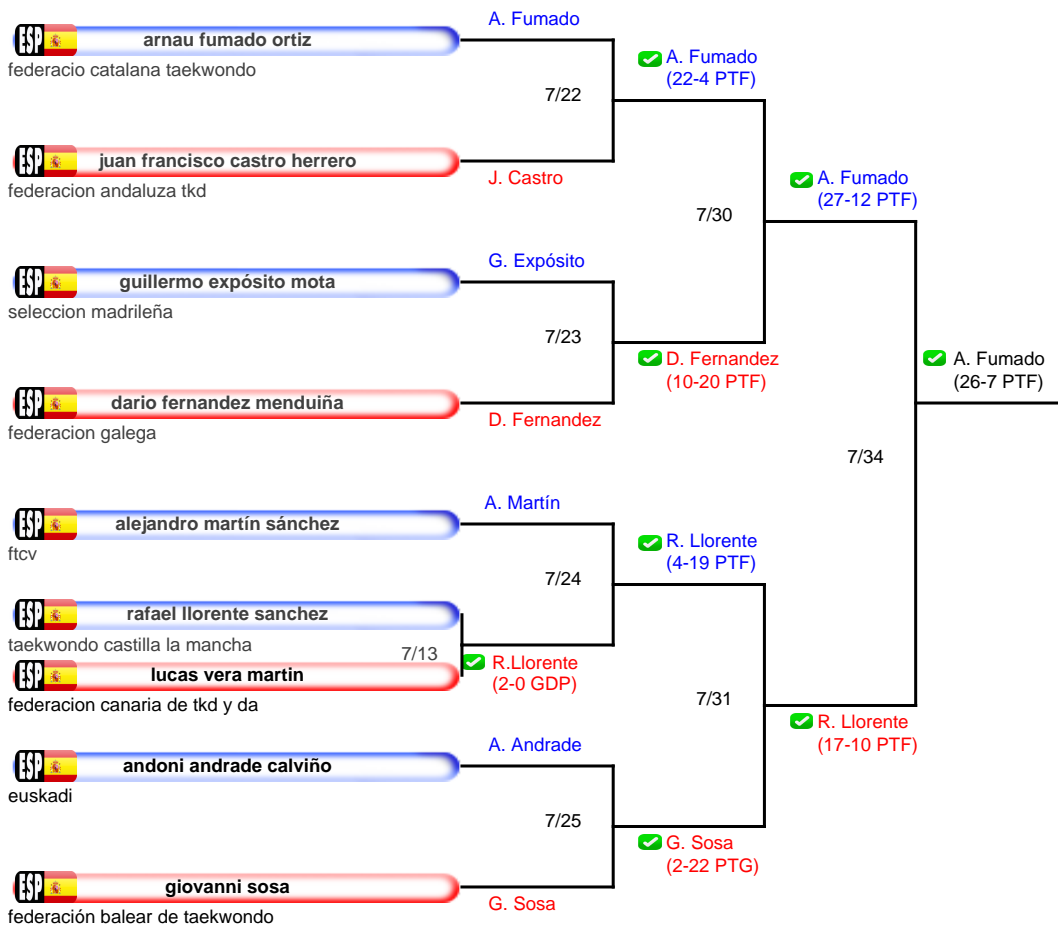 A. Fumado
ESP arnau fumado ortiz
federacio catalana taekwondo
A. Fumado
(22-4 PTF)
7/22
ESP juan francisco castro herrero
federacion andaluza tkd
J. Castro
A. Fumado
(27-12 PTF)
7/30
G. Expósito
ESP guillermo expósito mota
seleccion madrileña
7/23
D. Fernandez
(10-20 PTF)
A. Fumado
(26-7 PTF)
ESP dario fernandez menduiña
federacion galega
D. Fernandez
7/34
A. Martín
ESP alejandro martín sánchez
ftcv
R. Llorente
(4-19 PTF)
7/24
ESP rafael llorente sanchez
taekwondo castilla la mancha
7/13
R.Llorente
(2-0 GDP)
ESP lucas vera martin
federacion canaria de tkd y da
7/31
R. Llorente
(17-10 PTF)
A. Andrade
ESP andoni andrade calviño
euskadi
7/25
G. Sosa
(2-22 PTG)
ESP giovanni sosa
federación balear de taekwondo
G. Sosa